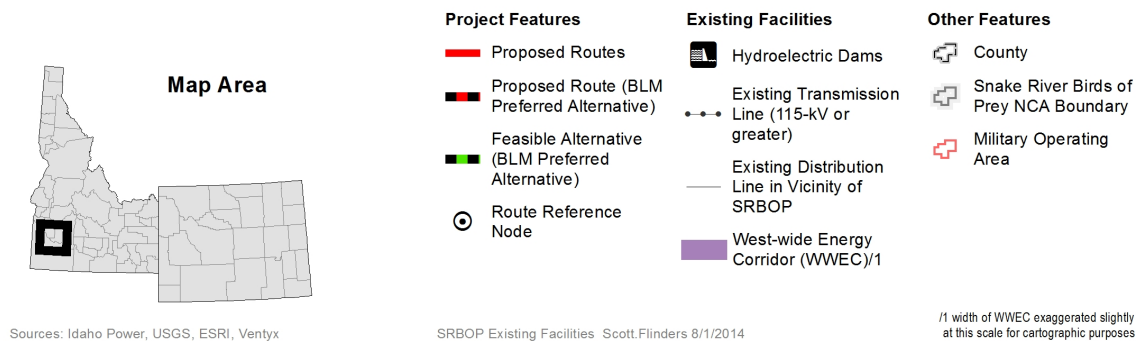 Map Area
Project Features
Proposed Routes
Proposed Route (BLM
Preferred Alternative)
Feasible Alternative
(BLM Preferred
Alternative)
Route Reference
Node
Existing Facilities
Hydroelectric Dams
Existing Transmission
Line (115-kV or
greater)
Existing Distribution
Line in Vicinity of
SRBOP
West-wide Energy
Corridor (WWEC)/1
Other Features
County
Snake River Birds of
Prey NCA Boundary
Military Operating
Area
Sources: Idaho Power, USGS, ESRI, Ventyx
SRBOP Existing Facilities Scott.Flinders 8/1/2014
/1 width of WWEC exaggerated slightly
at this scale for cartographic purposes